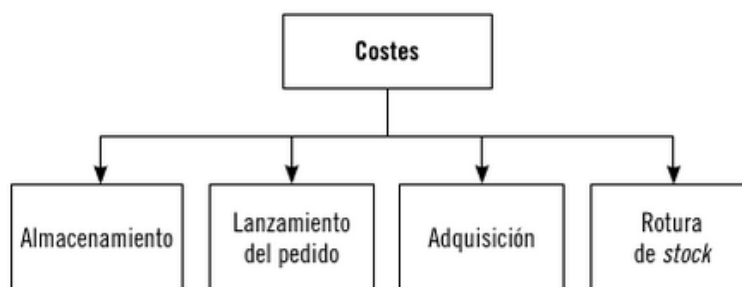 Costes
Almacenamiento
Lanzamiento
del pedido
Adquisición
Rotura
de stock